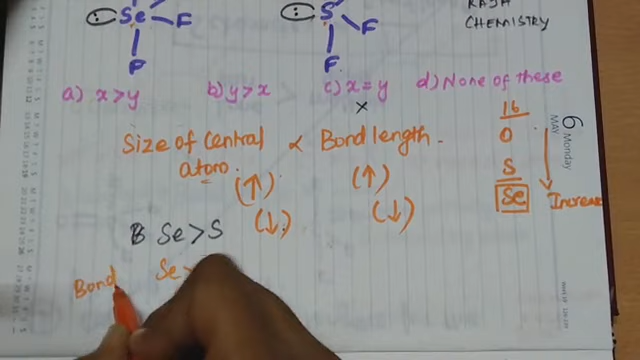 Se
F
F
S
F
F
RAJA
CHEMISTRY
a) x>y b) y>x c) x=y d) None of these
x
Size of Central ∝ Bond length.
atom.
(↑) (↑)
(↓) (↓)
16
O
S
Se
Increase
6
MAY
Monday
Se>S
Se>
Bond